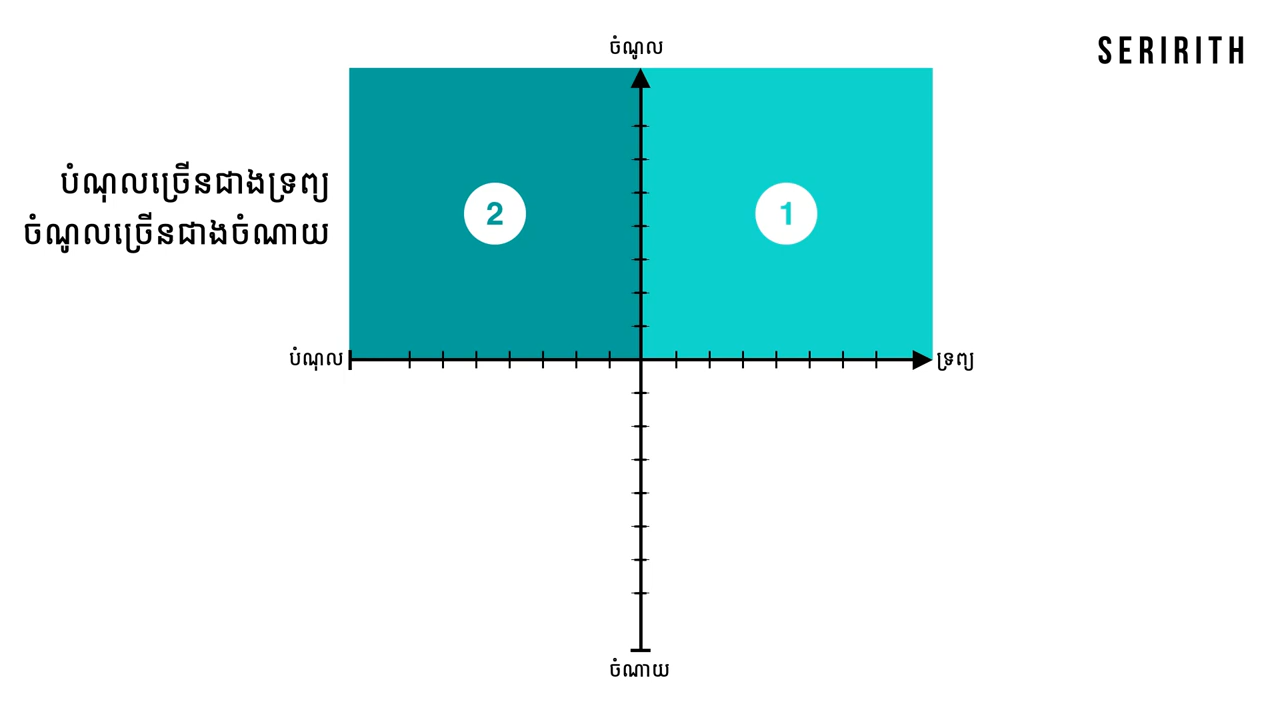 ចំណូល
SERIRITH
បំណុលច្រើនជាងទ្រព្យ
ចំណូលច្រើនជាងចំណាយ
2
1
បំណុល
ទ្រព្យ
ចំណាយ